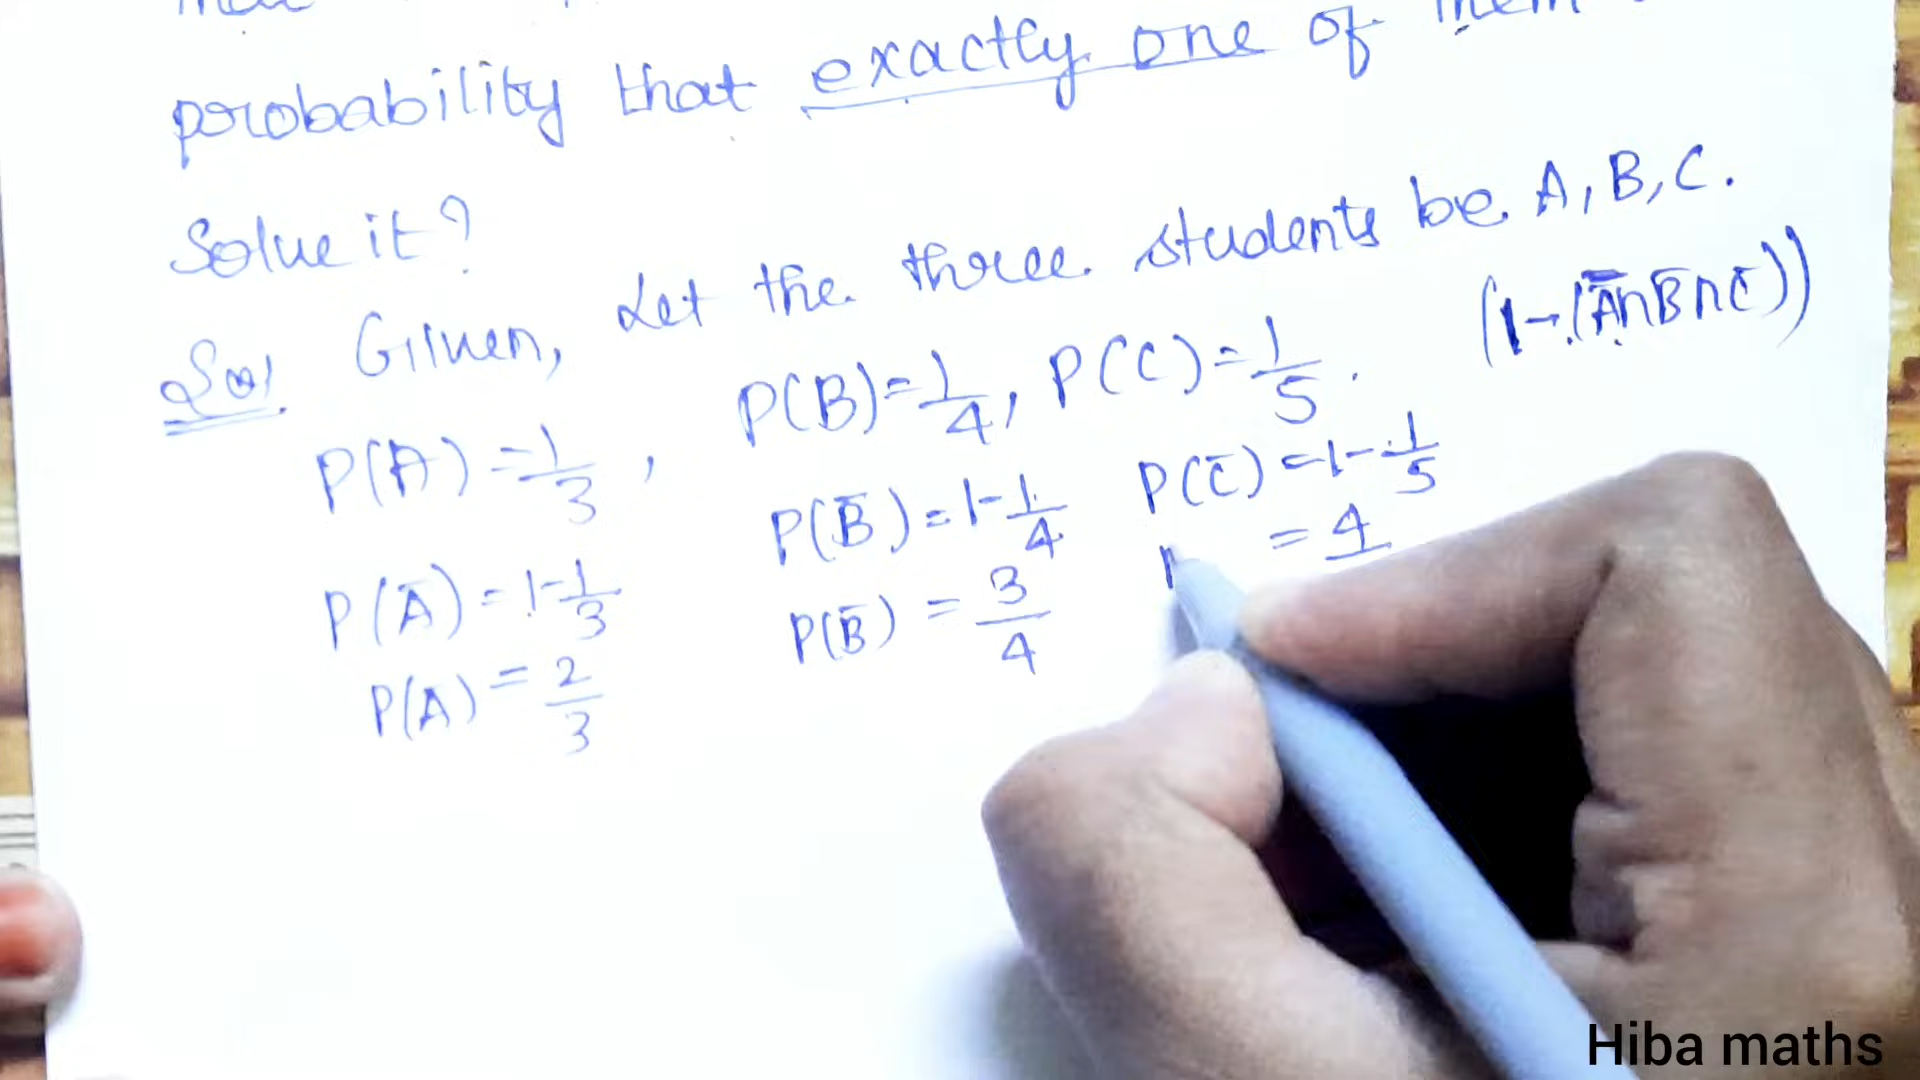 probability that exactly one of them
Solve it?
Sol Given, Let the three students be A, B, C.
P(A) = 1/3, P(B) = 1/4, P(C) = 1/5. (1-(A̅∩B̅∩C̅))
P(A̅) = 1-1/3 P(B̅) = 1-1/4 P(C̅) = 1-1/5
P(A̅) = 2/3 P(B̅) = 3/4 = 4
Hiba maths